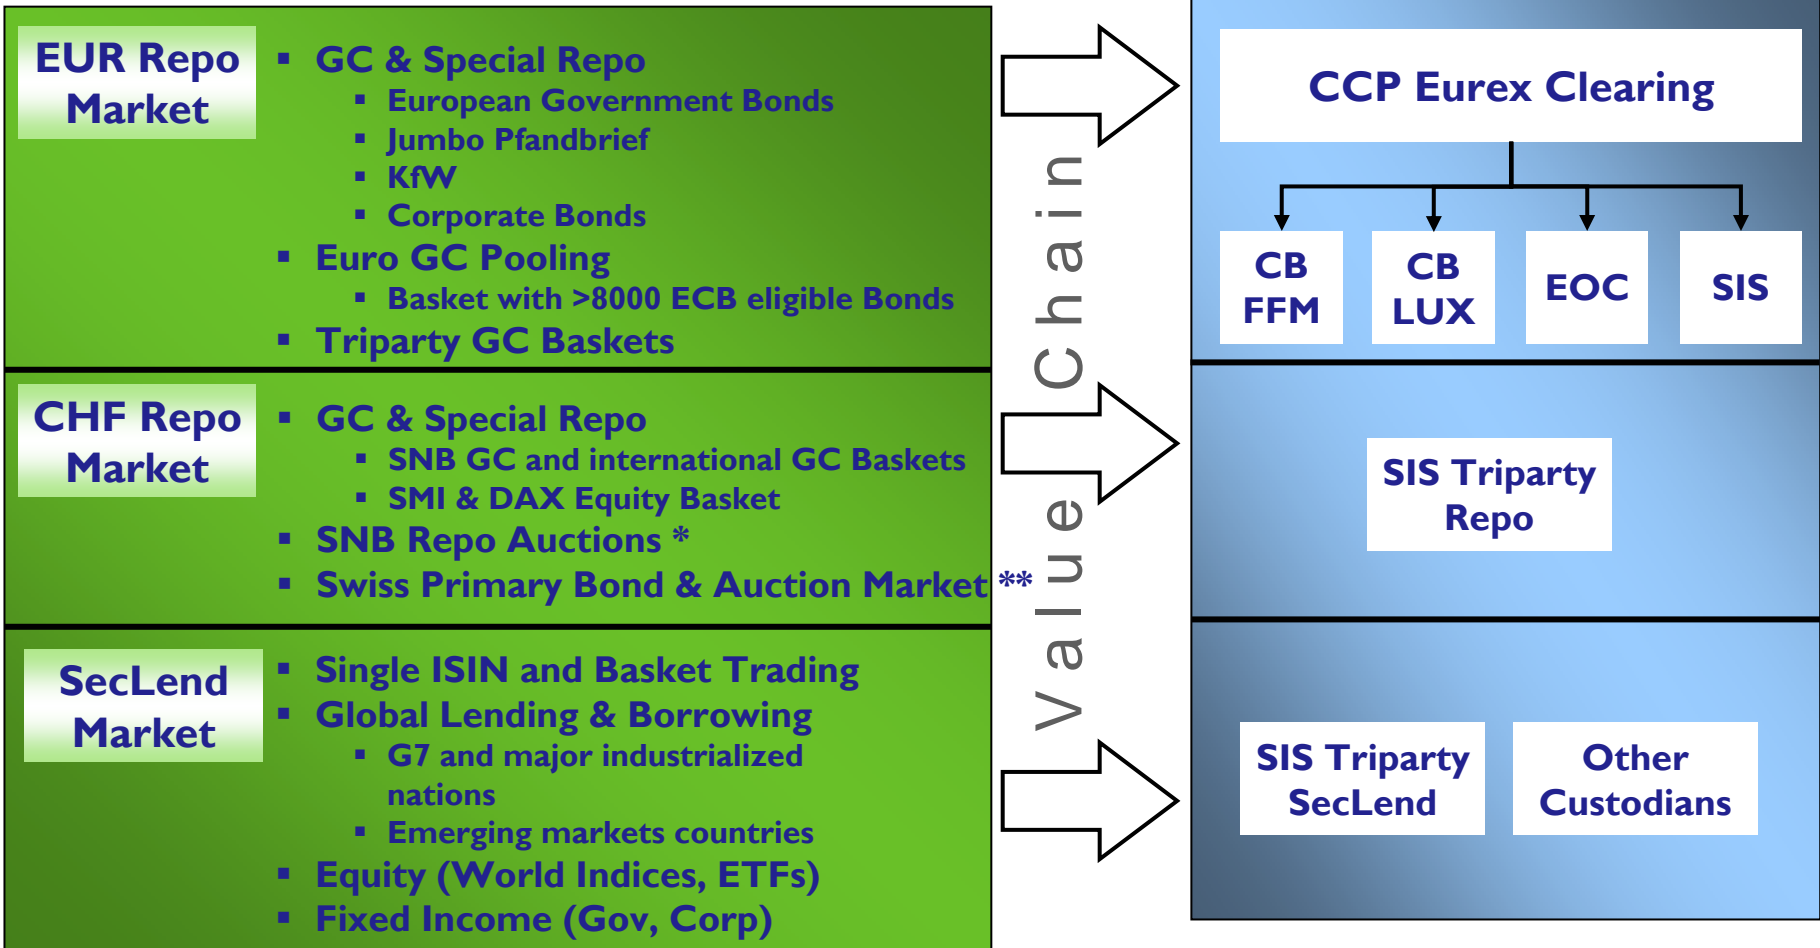 EUR Repo
Market
▪ GC & Special Repo
▪ European Government Bonds
▪ Jumbo Pfandbrief
▪ KfW
▪ Corporate Bonds
▪ Euro GC Pooling
▪ Basket with >8000 ECB eligible Bonds
▪ Triparty GC Baskets
CHF Repo
Market
▪ GC & Special Repo
▪ SNB GC and international GC Baskets
▪ SMI & DAX Equity Basket
▪ SNB Repo Auctions *
▪ Swiss Primary Bond & Auction Market **
SecLend
Market
▪ Single ISIN and Basket Trading
▪ Global Lending & Borrowing
▪ G7 and major industrialized
nations
▪ Emerging markets countries
▪ Equity (World Indices, ETFs)
▪ Fixed Income (Gov, Corp)
Value Chain
CCP Eurex Clearing
CB
FFM
CB
LUX
EOC
SIS
SIS Triparty
Repo
SIS Triparty
SecLend
Other
Custodians